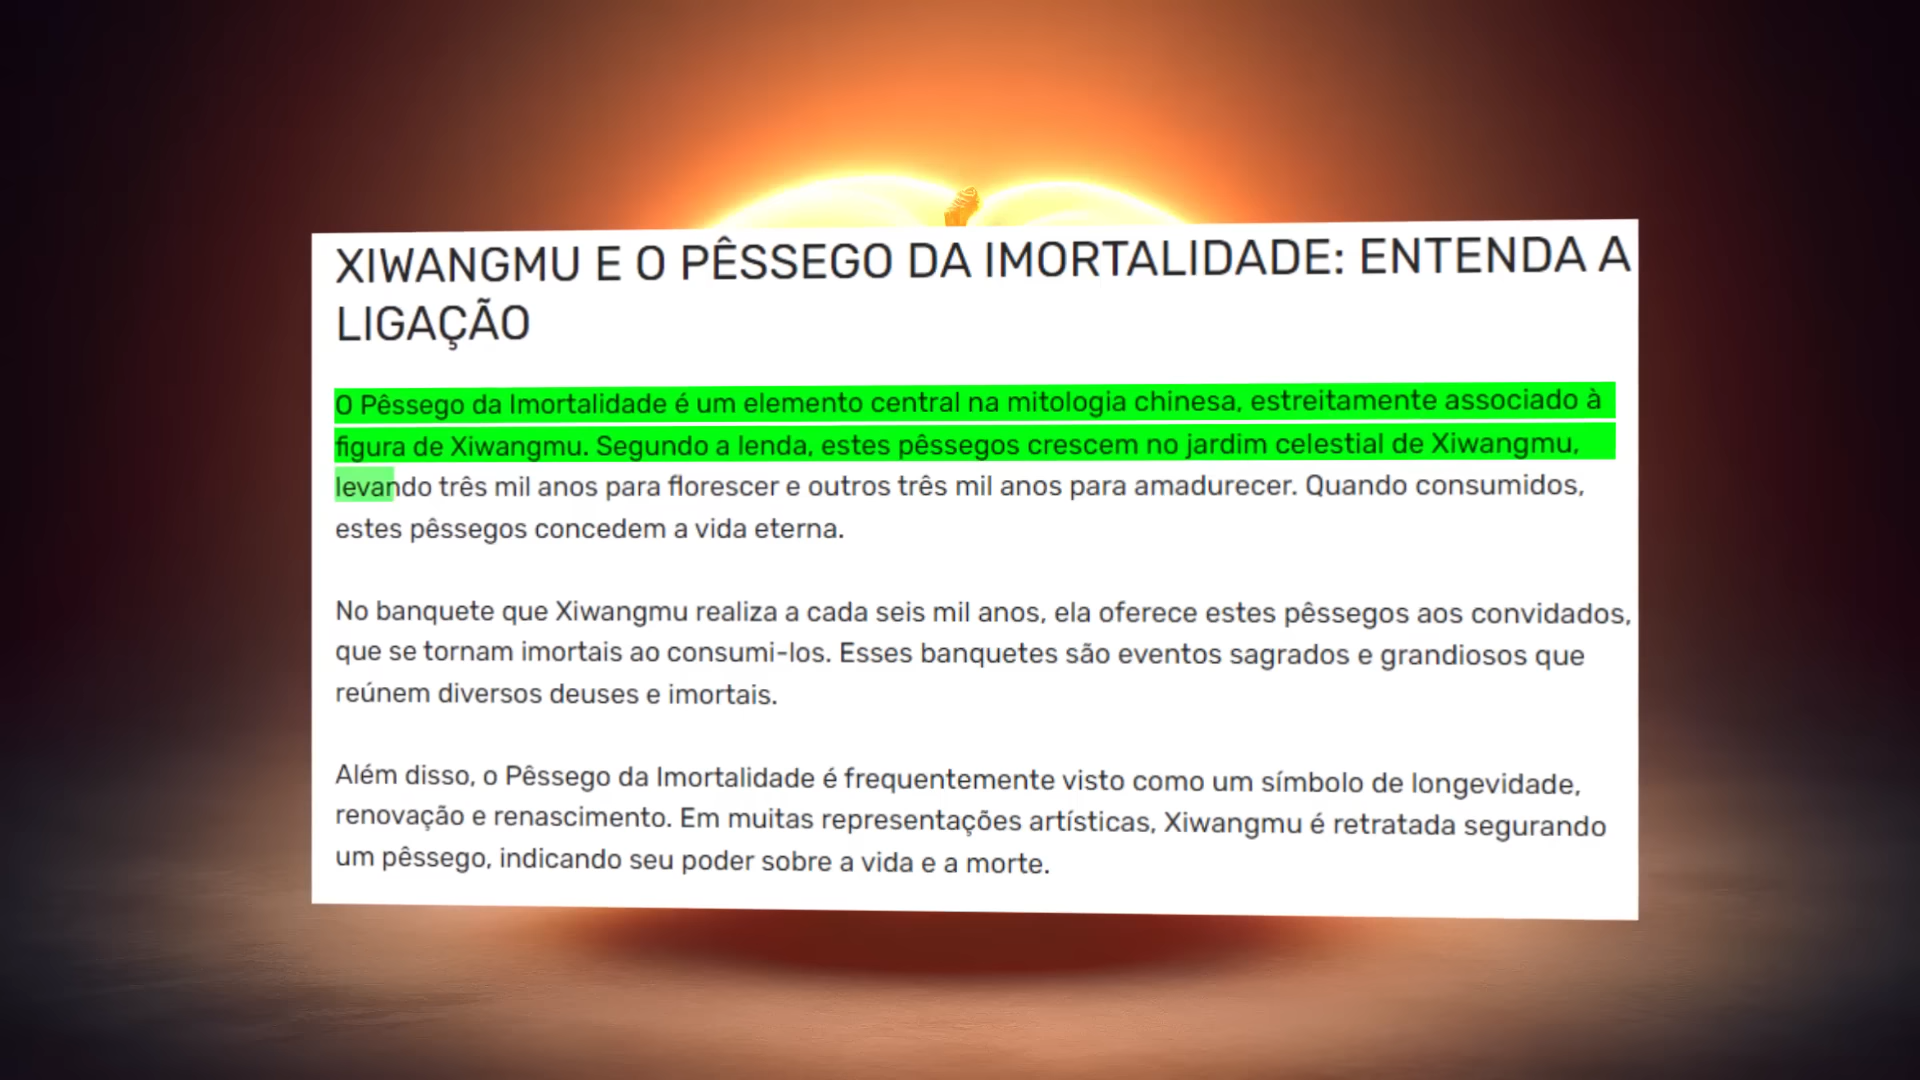 XIWANGMU E O PÊSSEGO DA IMORTALIDADE: ENTENDA A
LIGAÇÃO
O Pêssego da Imortalidade é um elemento central na mitologia chinesa, estreitamente associado à
figura de Xiwangmu. Segundo a lenda, estes pêssegos crescem no jardim celestial de Xiwangmu,
levando três mil anos para florescer e outros três mil anos para amadurecer. Quando consumidos,
estes pêssegos concedem a vida eterna.
No banquete que Xiwangmu realiza a cada seis mil anos, ela oferece estes pêssegos aos convidados,
que se tornam imortais ao consumi-los. Esses banquetes são eventos sagrados e grandiosos que
reúnem diversos deuses e imortais.
Além disso, o Pêssego da Imortalidade é frequentemente visto como um símbolo de longevidade,
renovação e renascimento. Em muitas representações artísticas, Xiwangmu é retratada segurando
um pêssego, indicando seu poder sobre a vida e a morte.